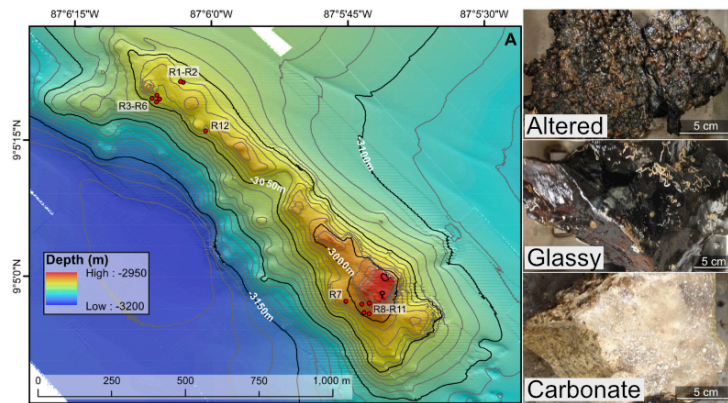 87°6'15"W
87°6'0"W
87°5'45"W
87°5'30"W
A
R1-R2
R3-R6
R12
9°5'15"N
-3100m
-3050m
-3000m
9°5'0"N
Depth (m)
High : -2950
Low : -3200
-3150m
R7
R8-R11
0 250 500 750 1,000 m
5 cm
Altered
5 cm
Glassy
5 cm
Carbonate